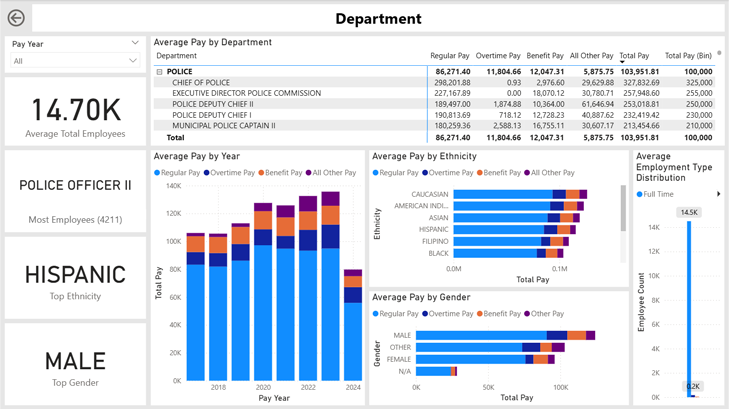 Department
Pay Year
All
14.70K
Average Total Employees
POLICE OFFICER II
Most Employees (4211)
HISPANIC
Top Ethnicity
MALE
Top Gender
Average Pay by Department
Department Regular Pay Overtime Pay Benefit Pay All Other Pay Total Pay Total Pay (Bin)
POLICE 86,271.40 11,804.66 12,047.31 5,875.75 103,951.81 100,000
CHIEF OF POLICE 298,201.88 0.93 2,976.60 29,629.88 327,832.69 325,000
EXECUTIVE DIRECTOR POLICE COMMISSION 227,167.89 0.00 18,070.12 30,780.71 257,948.60 255,000
POLICE DEPUTY CHIEF II 189,497.00 1,874.88 10,364.00 61,646.94 253,018.81 250,000
POLICE DEPUTY CHIEF I 190,813.69 718.12 12,728.23 40,887.62 232,419.42 230,000
MUNICIPAL POLICE CAPTAIN II 180,259.36 2,588.13 16,755.11 30,607.17 213,454.66 210,000
Total 86,271.40 11,804.66 12,047.31 5,875.75 103,951.81 100,000
Average Pay by Year
Regular Pay Overtime Pay Benefit Pay All Other Pay
140K
120K
100K
80K
60K
40K
20K
0K
Total Pay
2018 2020 2022 2024
Pay Year
Average Pay by Ethnicity
Regular Pay Overtime Pay Benefit Pay All Other Pay
Ethnicity
CAUCASIAN
AMERICAN INDI...
ASIAN
HISPANIC
FILIPINO
BLACK
0.0M 0.1M
Total Pay
Average Pay by Gender
Regular Pay Overtime Pay Benefit Pay Other Pay
Gender
MALE
OTHER
FEMALE
N/A
0K 50K 100K
Total Pay
Average
Employment Type
Distribution
Full Time
14.5K
14K
12K
10K
8K
6K
4K
2K
0K
Employee Count
0.2K